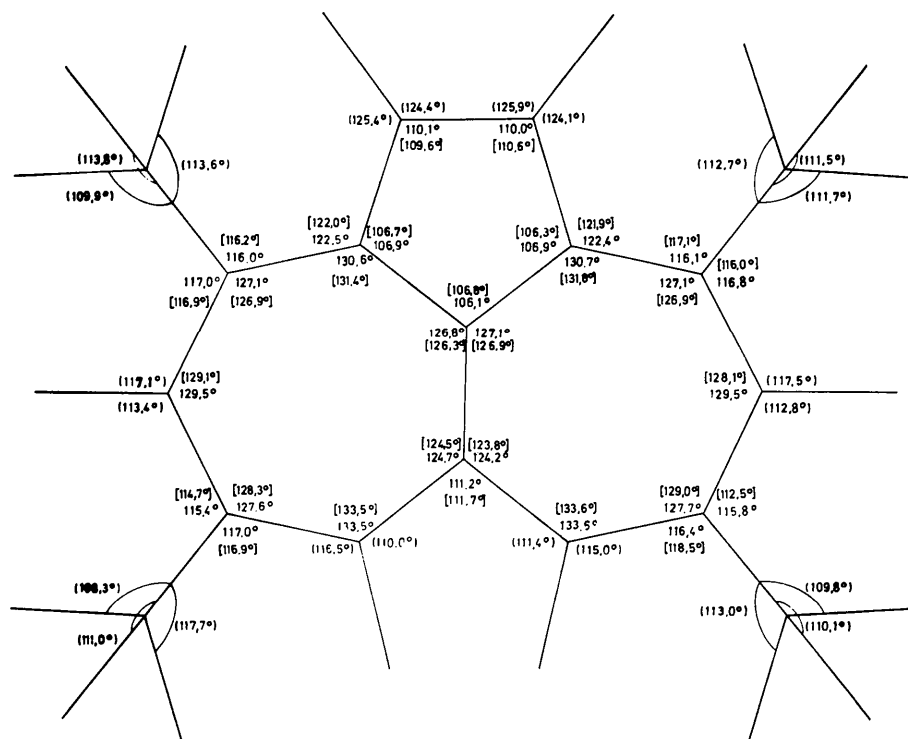 (124,4°) (125,9°)
(125,4°) (124,1°)
110,1° 110,0°
[109,6°] [110,6°]
(113,8°) (113,6°) (112,7°) (111,5°)
(109,9°) (111,7°)
[122,0°] [106,7°] [106,3°] [121,9°]
[116,2°] 122,5° 106,9° 106,9° 122,4° [117,1°]
116,0° 130,6° 130,7° 116,1° [116,0°]
117,0° 127,1° [131,4°] [106,8°] [131,8°] 127,1° 116,8°
[116,9°] [126,9°] 106,1° [126,9°]
126,8° 127,1°
[126,3°] [126,9°]
(117,1°) [129,1°] [128,1°] (117,5°)
(113,4°) 129,5° 129,5° (112,8°)
[124,5°] [123,8°]
124,7° 124,2°
[114,7°] [128,3°] 111,2° [129,0°] [112,5°]
115,4° 127,6° [133,5°] [111,7°] [133,6°] 127,7° 115,8°
117,0° 133,5° 116,4°
[116,9°] (116,5°) (110,0°) (111,4°) (115,0°) [118,5°]
(109,8°)
(117,7°) (113,0°)
(111,0°) (110,1°)